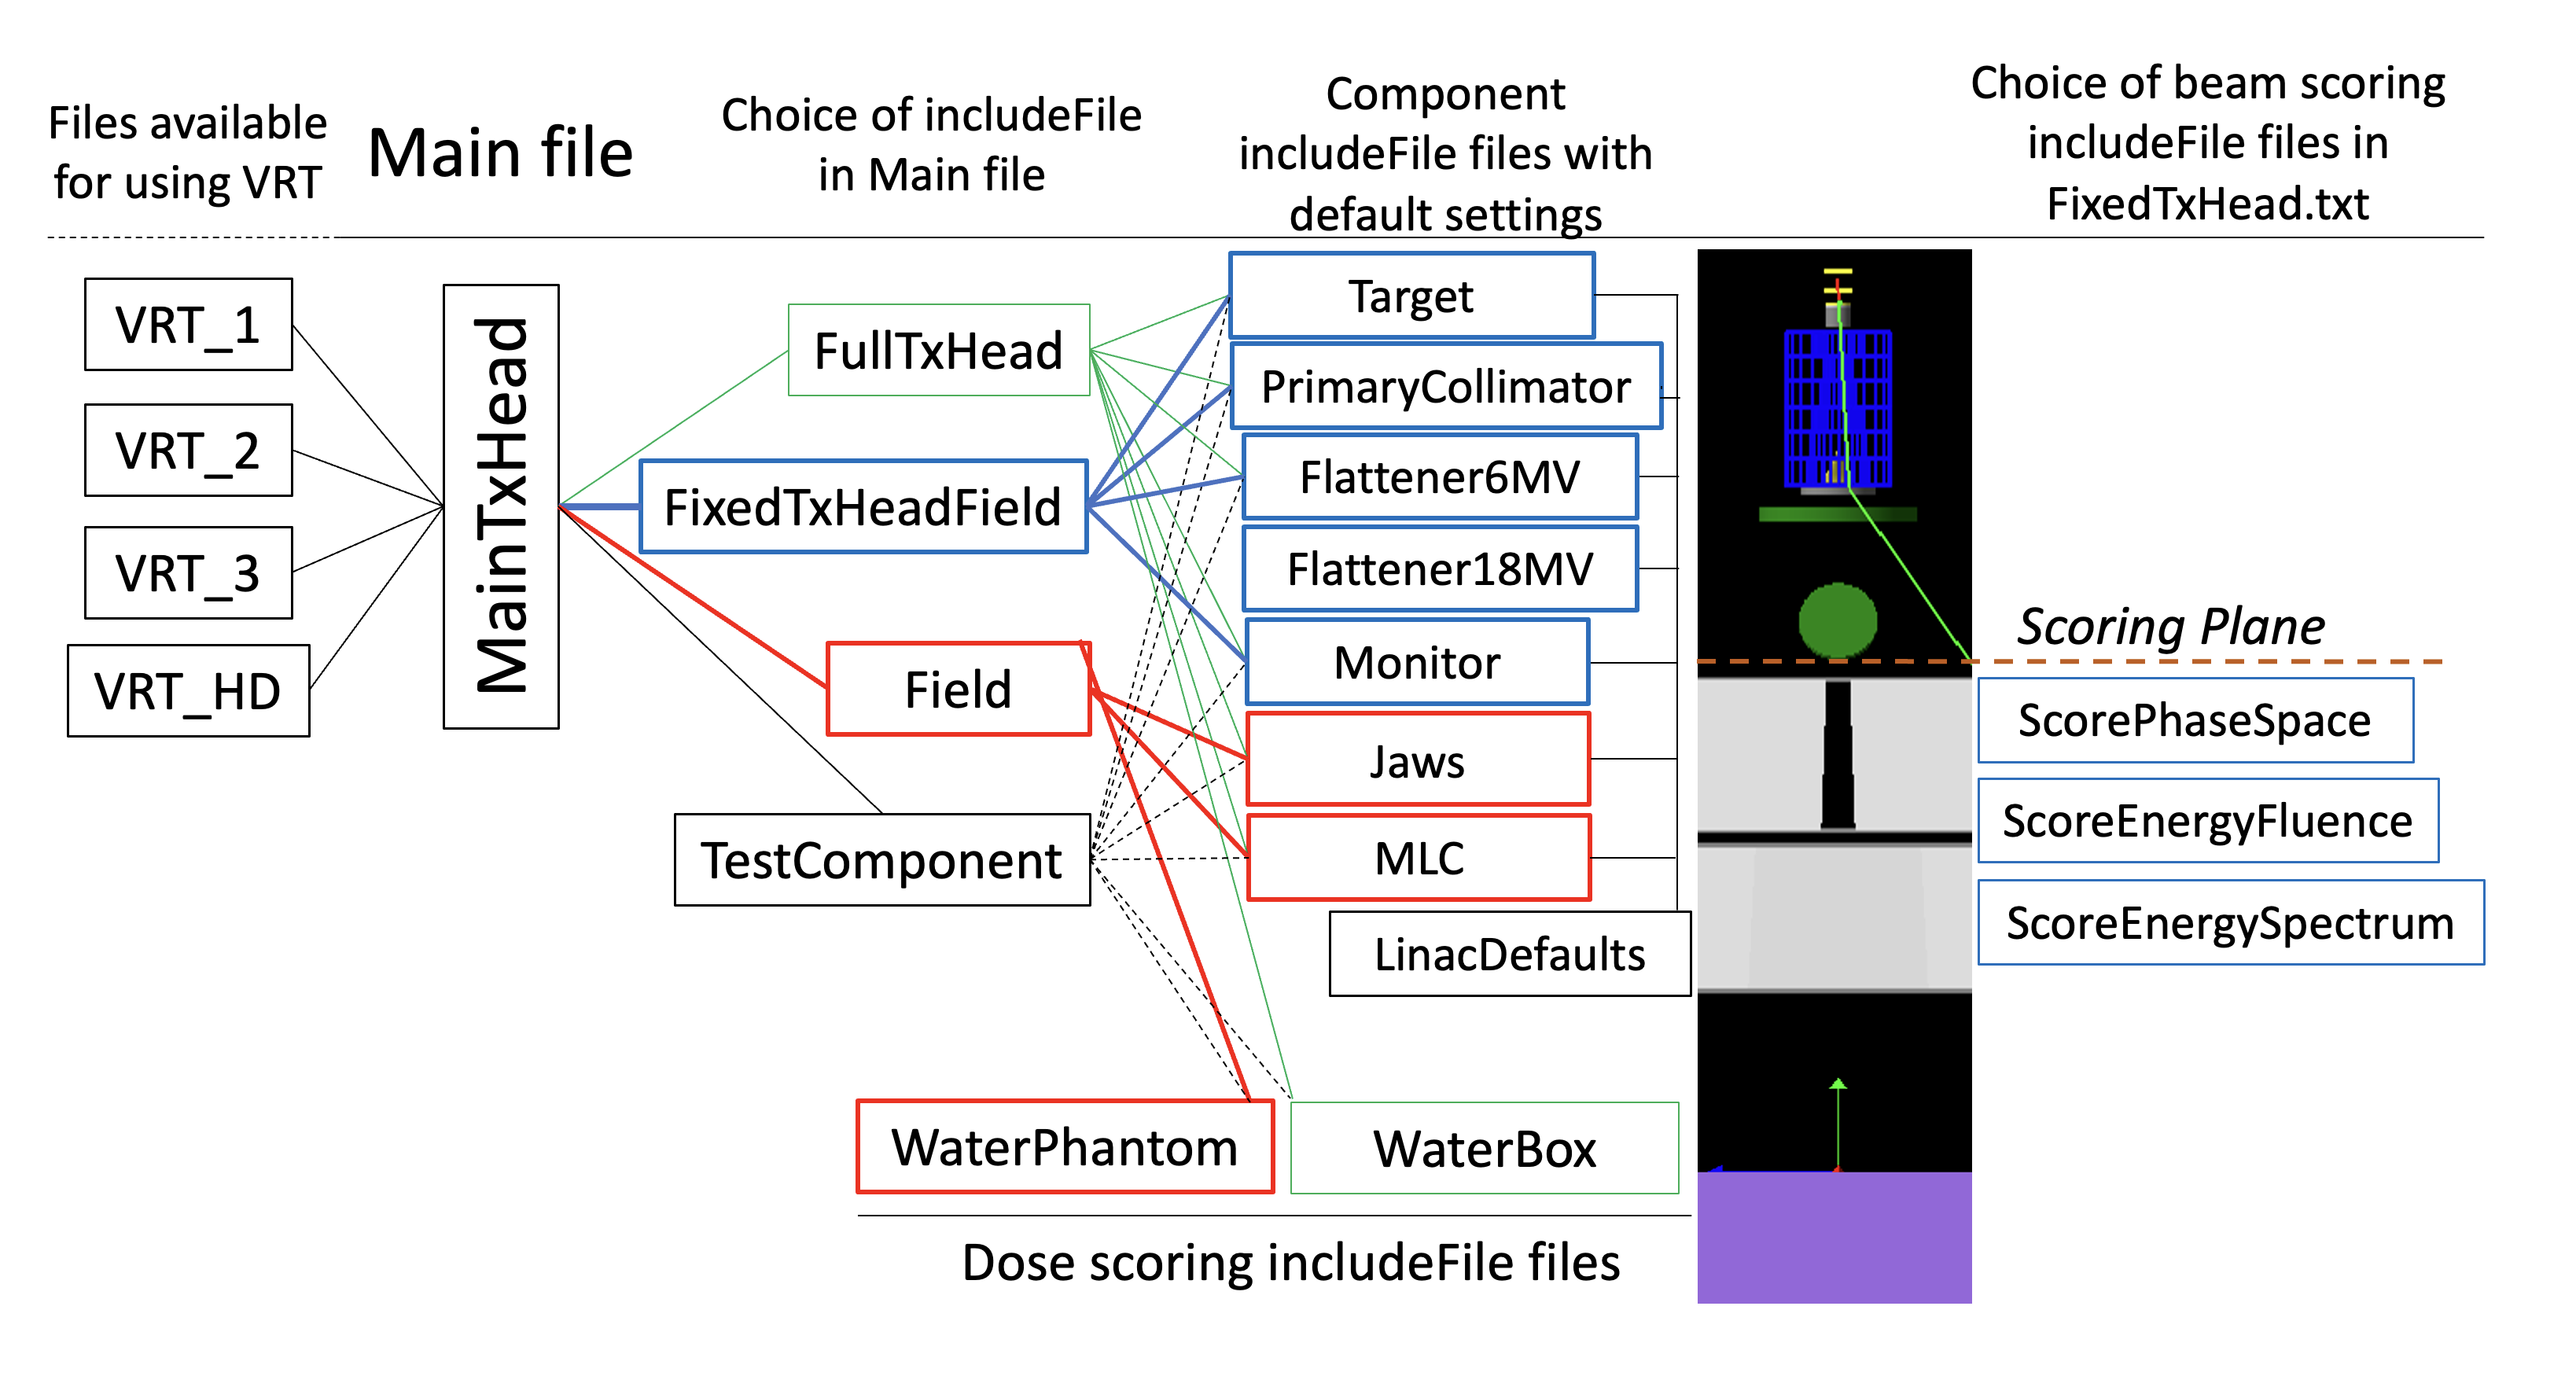 Files available
for using VRT
Main file
Choice of includeFile
in Main file
Component
includeFile files with
default settings
Choice of beam scoring
includeFile files in
FixedTxHead.txt
VRT_1
VRT_2
VRT_3
VRT_HD
MainTxHead
FullTxHead
FixedTxHeadField
Field
TestComponent
Target
PrimaryCollimator
Flattener6MV
Flattener18MV
Monitor
Jaws
MLC
LinacDefaults
Scoring Plane
ScorePhaseSpace
ScoreEnergyFluence
ScoreEnergySpectrum
WaterPhantom
WaterBox
Dose scoring includeFile files